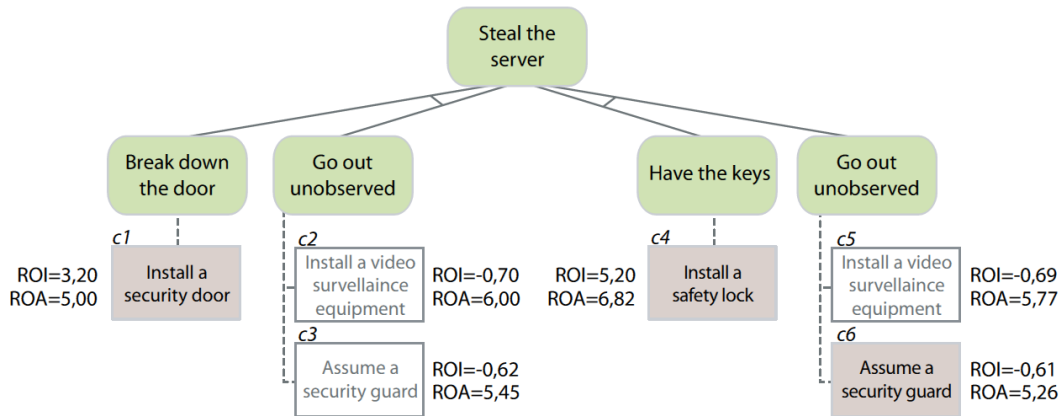 Steal the
server
Break down
the door
Go out
unobserved
Have the keys
Go out
unobserved
c1
Install a
security door
ROI=3,20
ROA=5,00
c2
Install a video
survellaince
equipment
ROI=-0,70
ROA=6,00
c3
Assume a
security guard
ROI=-0,62
ROA=5,45
c4
Install a
safety lock
ROI=5,20
ROA=6,82
c5
Install a video
survellaince
equipment
ROI=-0,69
ROA=5,77
c6
Assume a
security guard
ROI=-0,61
ROA=5,26